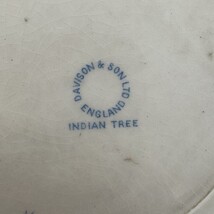 DAVISON & SON LTD
ENGLAND
INDIAN TREE